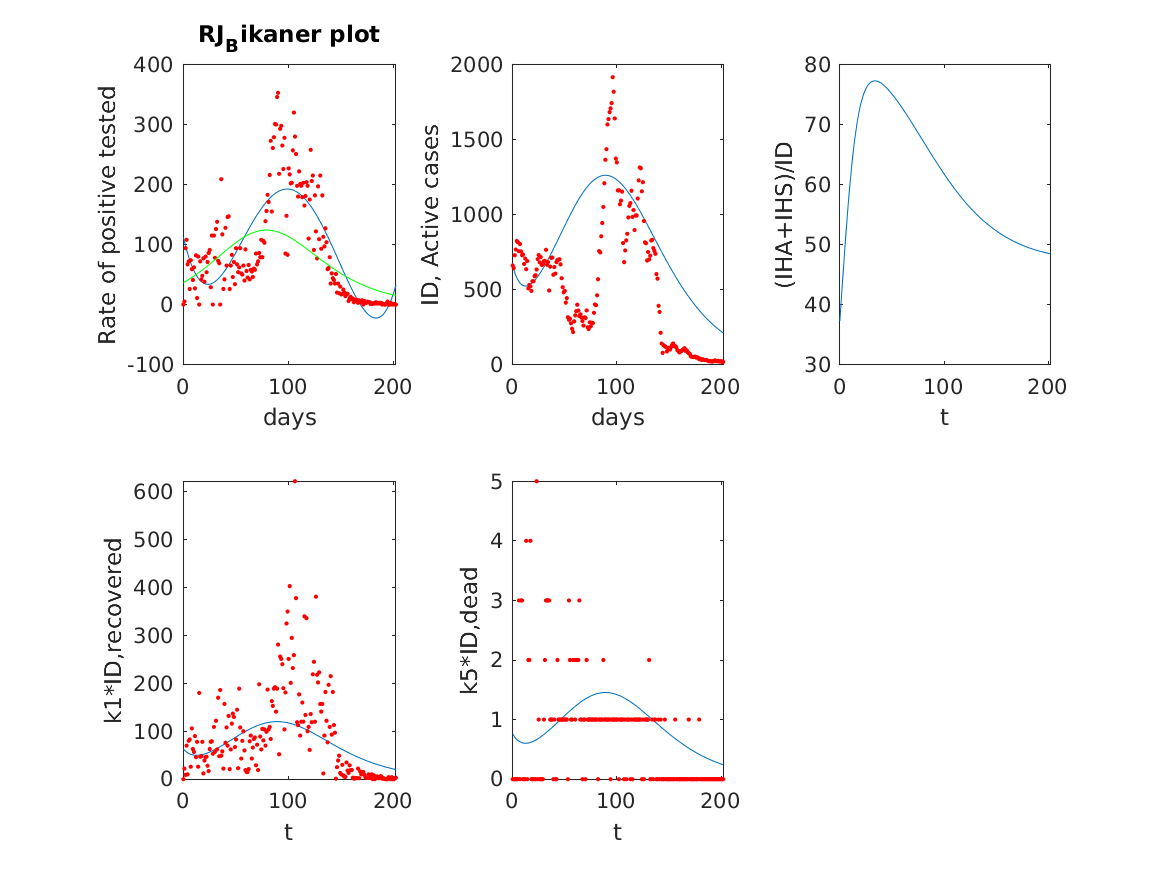 RJ_Bikaner plot
400
300
200
100
0
-100
Rate of positive tested
0 100 200
days
2000
1500
1000
500
0
ID, Active cases
0 100 200
days
80
70
60
50
40
30
(IHA+IHS)/ID
0 100 200
t
600
500
400
300
200
100
0
k1*ID,recovered
0 100 200
t
5
4
3
2
1
0
k5*ID,dead
0 100 200
t